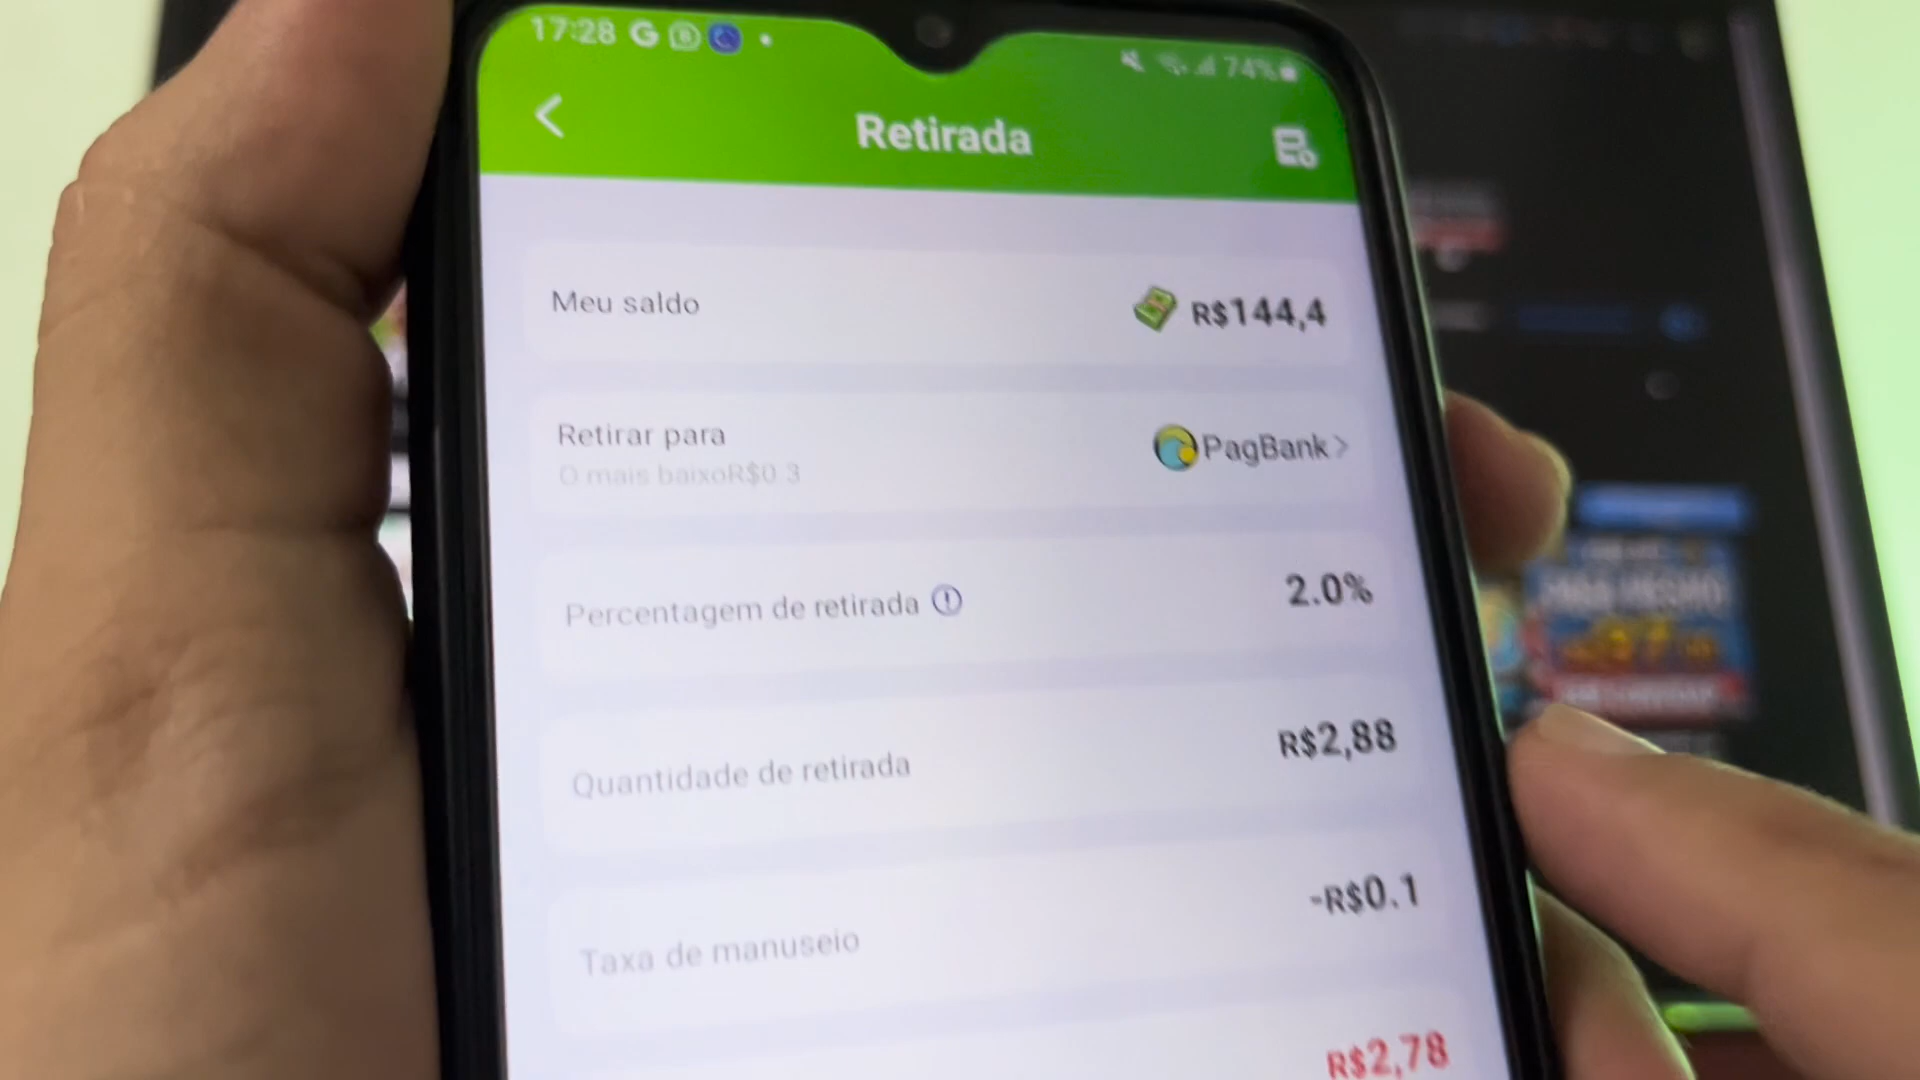 17:28
74%
Retirada
Meu saldo
R$144,4
Retirar para
PagBank
O mais baixoR$0.3
Percentagem de retirada
2.0%
Quantidade de retirada
R$2,88
Taxa de manuseio
-R$0.1
R$2,78